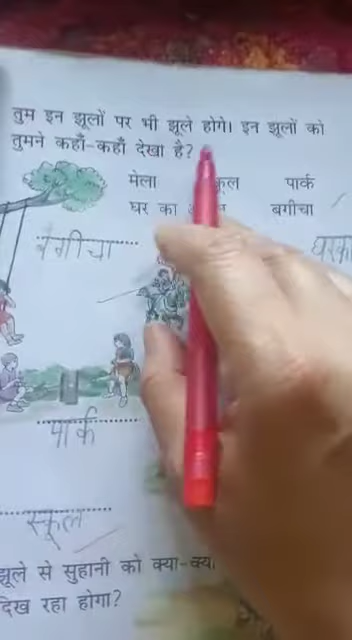 तुम इन झूलों पर भी झूले होगे। इन झूलों को
तुमने कहाँ-कहाँ देखा है?
मेला पार्क
घर का बगीचा
बगीचा
पार्क
स्कूल
झूले से सुहानी को क्या-क्या
दिख रहा होगा?